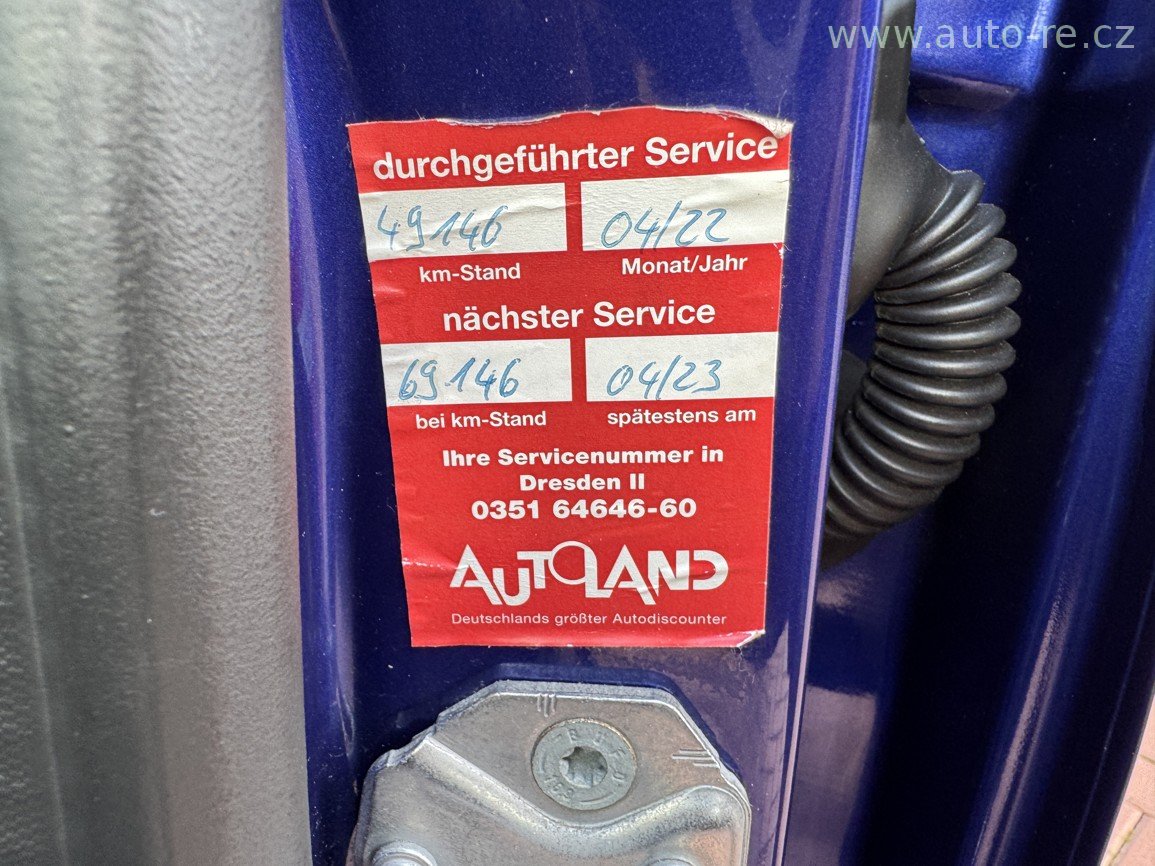 www.auto-re.cz
durchgeführter Service
49146 04/22
km-Stand Monat/Jahr
nächster Service
69146 04/23
bei km-Stand spätestens am
Ihre Servicenummer in
Dresden II
0351 64646-60
AUTOLAND
Deutschlands größter Autodiscounter